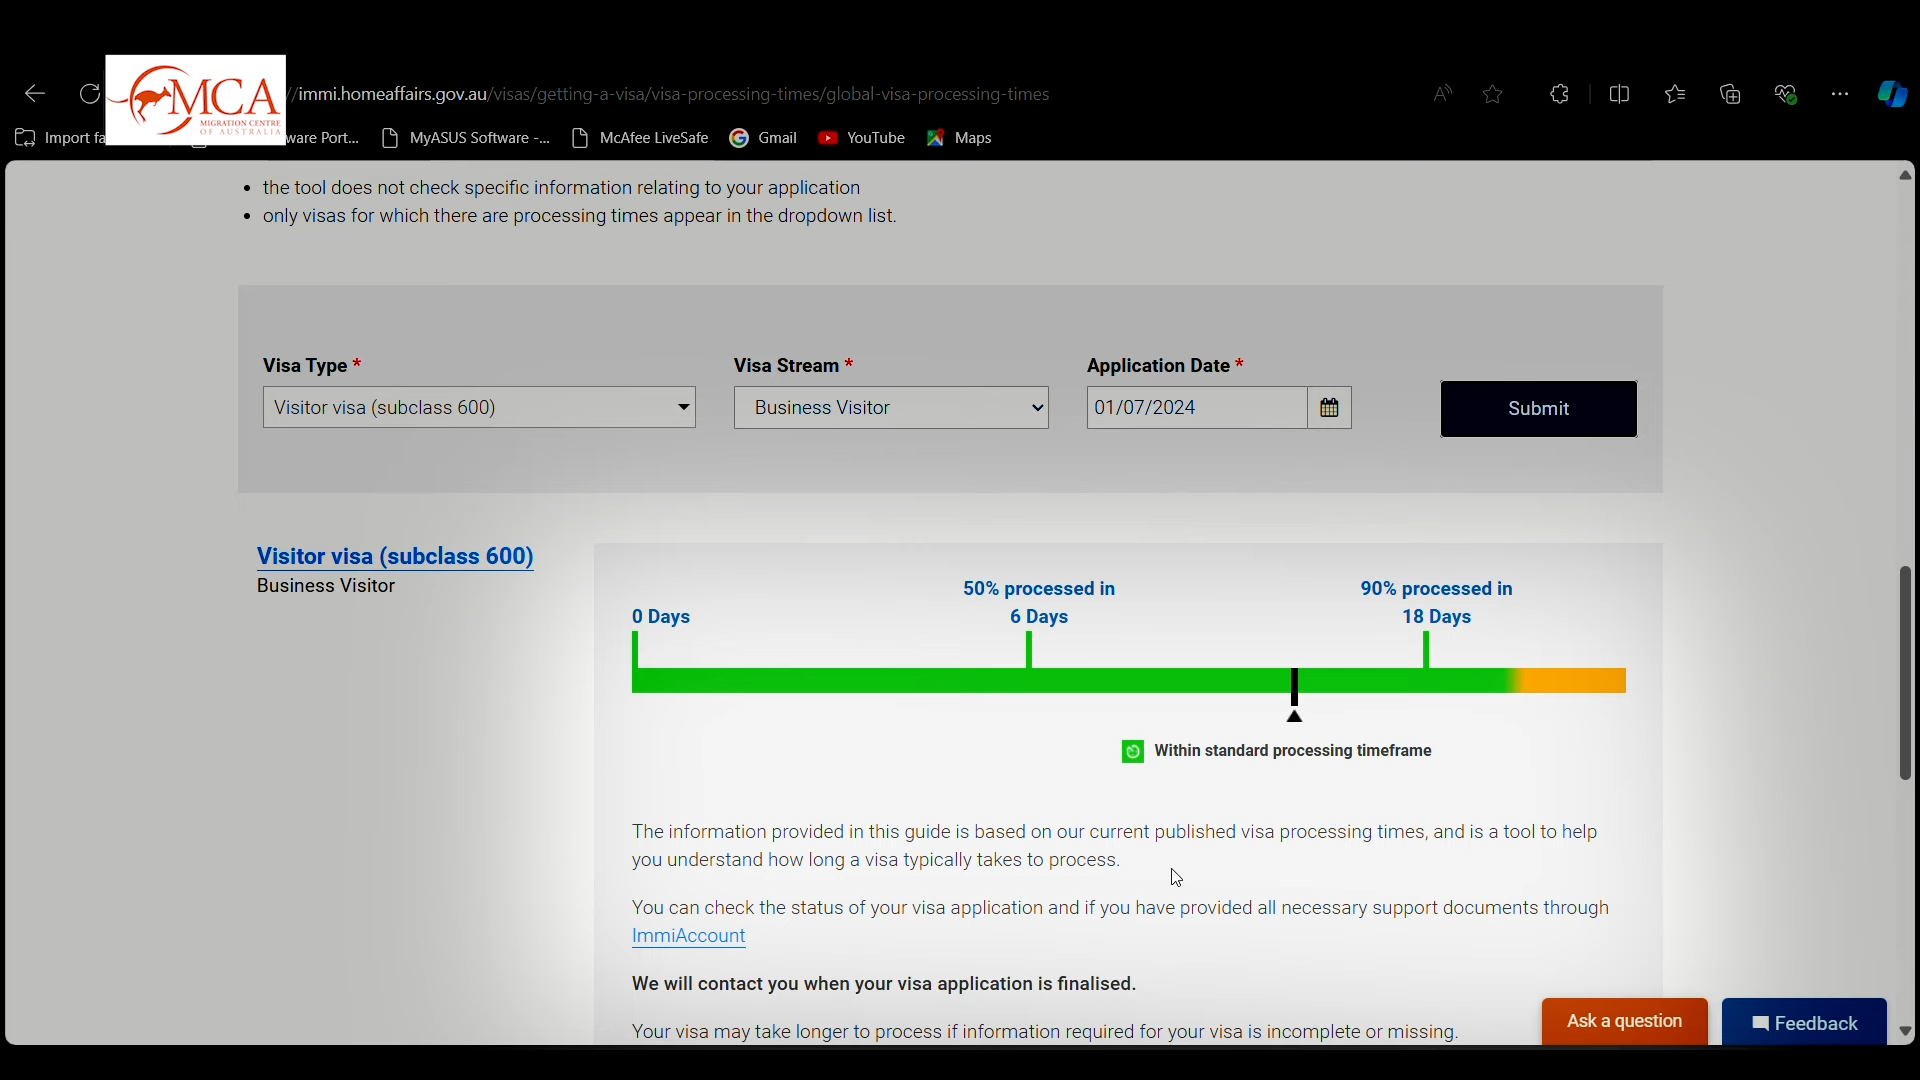 MCA
MIGRATION CENTRE
OF AUSTRALIA
//immi.homeaffairs.gov.au/visas/getting-a-visa/visa-processing-times/global-visa-processing-times
Import fa
ware Port...
MyASUS Software -...
McAfee LiveSafe
Gmail
YouTube
Maps
• the tool does not check specific information relating to your application
• only visas for which there are processing times appear in the dropdown list.
Visa Type *
Visa Stream *
Application Date *
Visitor visa (subclass 600)
Business Visitor
01/07/2024
Submit
Visitor visa (subclass 600)
Business Visitor
0 Days
50% processed in
6 Days
90% processed in
18 Days
Within standard processing timeframe
The information provided in this guide is based on our current published visa processing times, and is a tool to help
you understand how long a visa typically takes to process.
You can check the status of your visa application and if you have provided all necessary support documents through
ImmiAccount
We will contact you when your visa application is finalised.
Your visa may take longer to process if information required for your visa is incomplete or missing.
Ask a question
Feedback